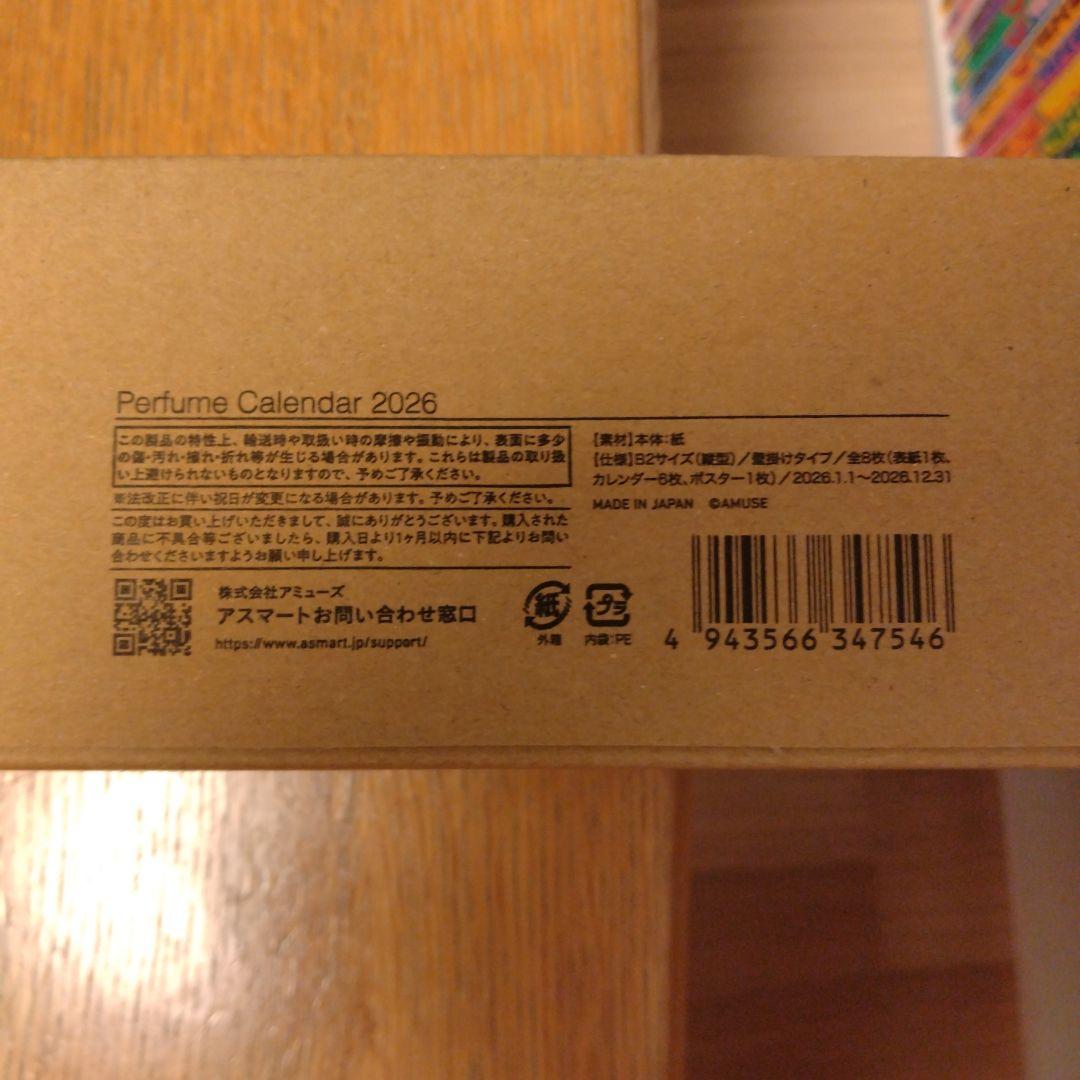 Perfume Calendar 2026
この製品の特性上、輸送時や取扱い時の摩擦や振動により、表面に多少
の傷・汚れ・擦れ・折れ等が生じる場合があります。これらは製品の取り扱
い上避けられないものとなりますので、予めご了承ください。
※法改正に伴い祝日が変更になる場合があります。予めご了承ください。
この度はお買い上げいただきまして、誠にありがとうございます。購入された
商品に不具合等ございましたら、購入日より1ヶ月以内に下記よりお問い
合わせくださいますようお願い申し上げます。
株式会社アミューズ
アスマートお問い合わせ窓口
https://www.asmart.jp/support/
紙
外箱
プラ
内袋:PE
【素材】本体:紙
【仕様】B2サイズ(縦型)/壁掛けタイプ/全8枚(表紙1枚、
カレンダー6枚、ポスター1枚)/2026.1.1〜2026.12.31
MADE IN JAPAN ©AMUSE
4 943566 347546